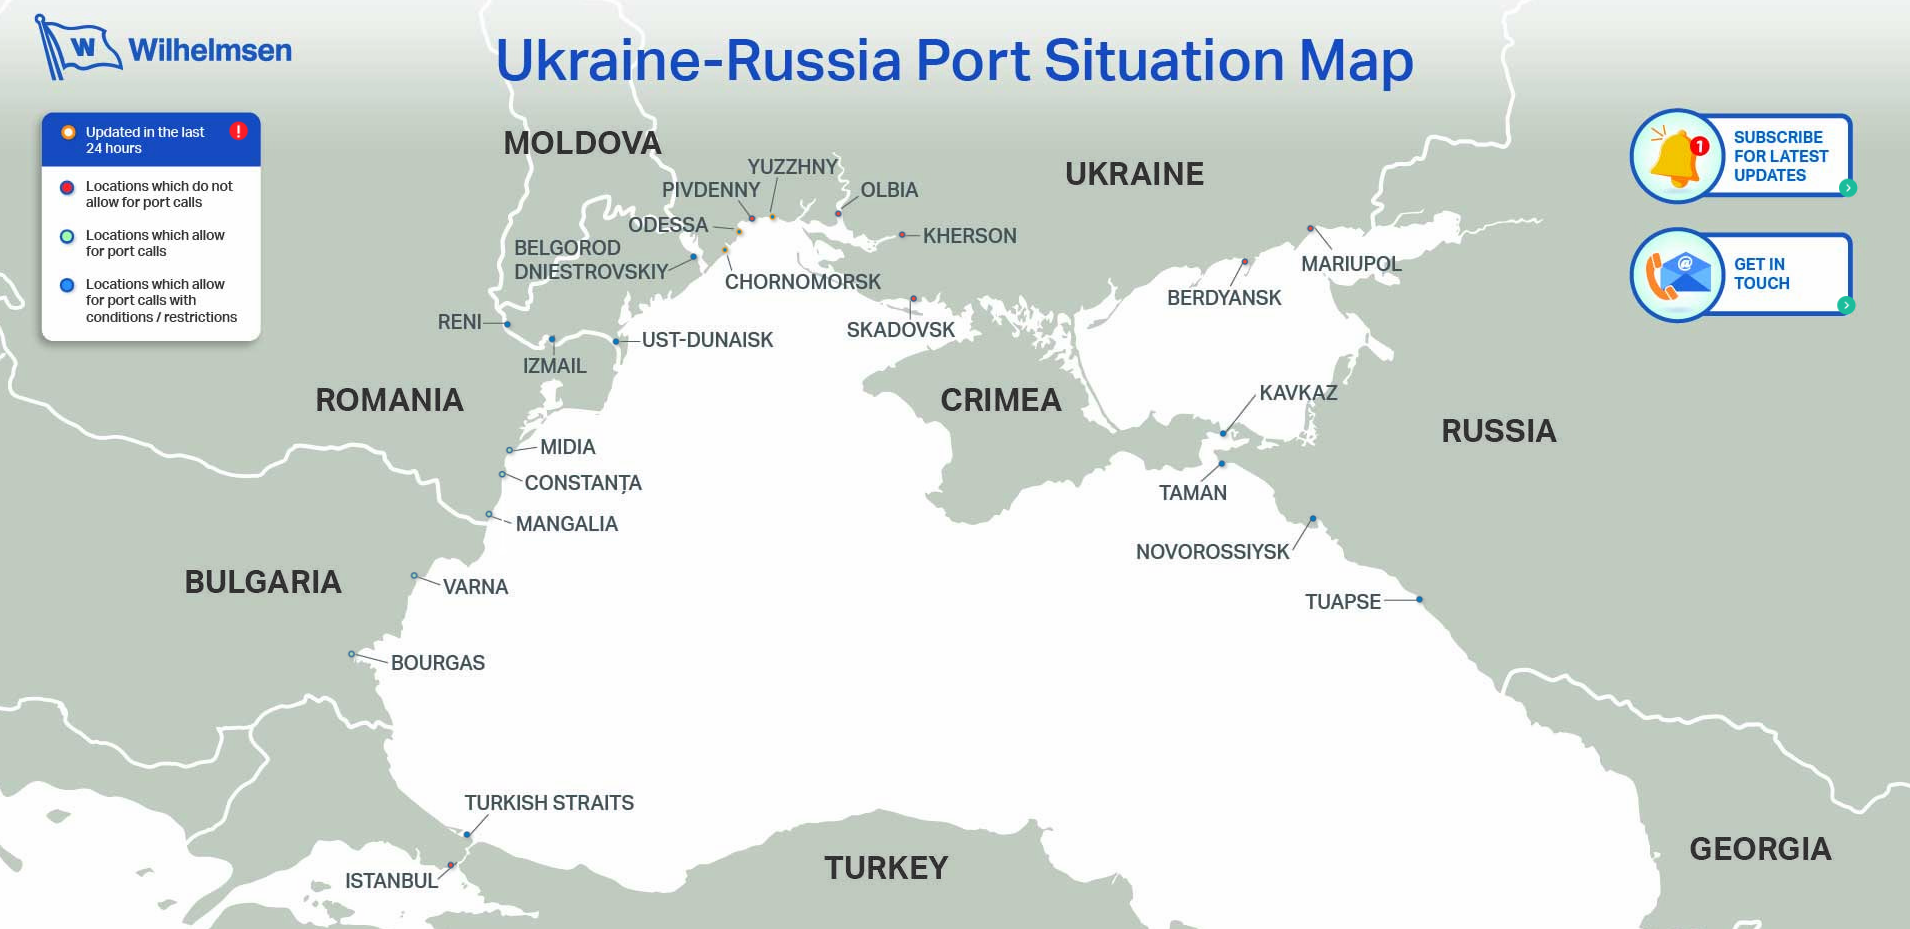 W Wilhelmsen
Ukraine-Russia Port Situation Map
Updated in the last
24 hours
!
Locations which do not
allow for port calls
Locations which allow
for port calls
Locations which allow
for port calls with
conditions / restrictions
1
SUBSCRIBE
FOR LATEST
UPDATES
@
GET IN
TOUCH
MOLDOVA
UKRAINE
YUZZHNY
PIVDENNY
OLBIA
ODESSA
KHERSON
BELGOROD
DNIESTROVSKIY
CHORNOMORSK
MARIUPOL
BERDYANSK
RENI
SKADOVSK
UST-DUNAISK
IZMAIL
ROMANIA
CRIMEA
KAVKAZ
RUSSIA
MIDIA
CONSTANȚA
TAMAN
MANGALIA
NOVOROSSIYSK
BULGARIA
VARNA
TUAPSE
BOURGAS
TURKISH STRAITS
GEORGIA
TURKEY
ISTANBUL